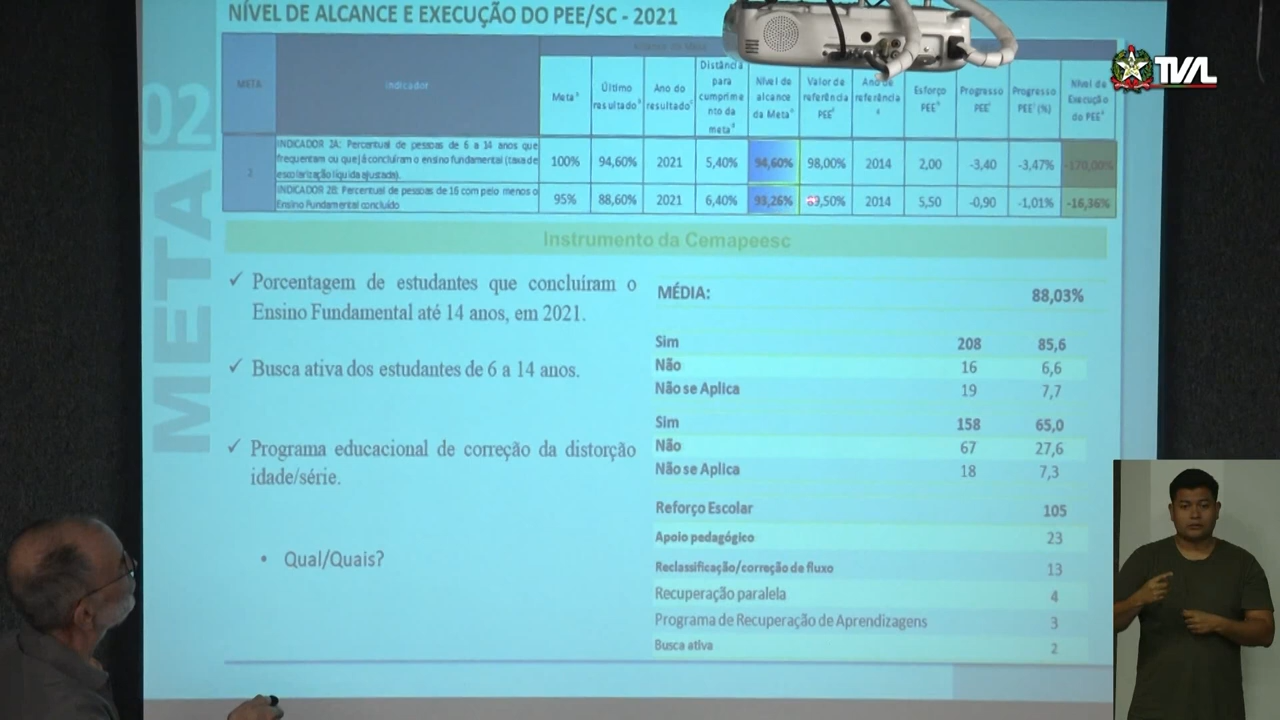 NÍVEL DE ALCANCE E EXECUÇÃO DO PEE/SC - 2021
TVAL
META 02
META
Indicador
Alcance da Meta
Meta
Último resultado
Ano do resultado
Distância para cumprimento da meta
Nível de alcance da Meta
Valor de referência PEE
Ano de referência
Esforço PEE
Progresso PEE
Progresso PEE (%)
Nível de Execução do PEE
2
INDICADOR 2A: Percentual de pessoas de 6 a 14 anos que
frequentam ou que já concluíram o ensino fundamental (taxa de
escolarização líquida ajustada).
100% 94,60% 2021 5,40% 94,60% 98,00% 2014 2,00 -3,40 -3,47% -170,00%
INDICADOR 2B: Percentual de pessoas de 16 com pelo menos o
Ensino Fundamental concluído
95% 88,60% 2021 6,40% 93,26% 89,50% 2014 5,50 -0,90 -1,01% -16,36%
Instrumento da Cemapeesc
✓ Porcentagem de estudantes que concluíram o
Ensino Fundamental até 14 anos, em 2021.
MÉDIA: 88,03%
✓ Busca ativa dos estudantes de 6 a 14 anos.
Sim 208 85,6
Não 16 6,6
Não se Aplica 19 7,7
✓ Programa educacional de correção da distorção
idade/série.
Sim 158 65,0
Não 67 27,6
Não se Aplica 18 7,3
• Qual/Quais?
Reforço Escolar 105
Apoio pedagógico 23
Reclassificação/correção de fluxo 13
Recuperação paralela 4
Programa de Recuperação de Aprendizagens 3
Busca ativa 2